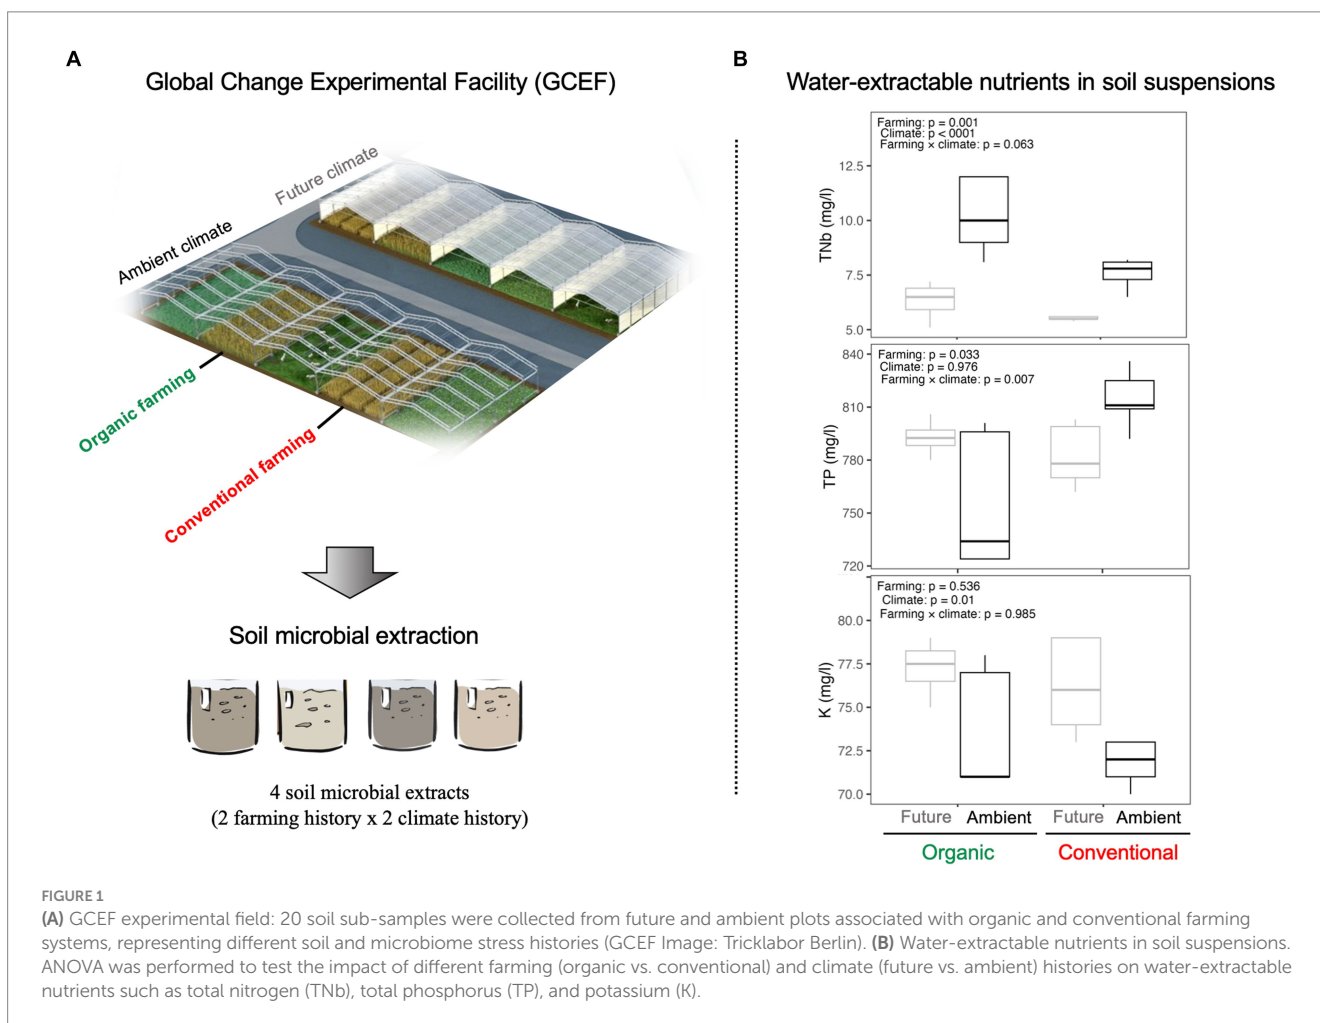 A
Global Change Experimental Facility (GCEF)
Future climate
Ambient climate
Organic farming
Conventional farming
Soil microbial extraction
4 soil microbial extracts
(2 farming history x 2 climate history)
B
Water-extractable nutrients in soil suspensions
Farming: p = 0.001
Climate: p < 0001
Farming × climate: p = 0.063
TNb (mg/l)
12.5
10.0
7.5
5.0
Farming: p = 0.033
Climate: p = 0.976
Farming × climate: p = 0.007
TP (mg/l)
840
810
780
750
720
Farming: p = 0.536
Climate: p = 0.01
Farming × climate: p = 0.985
K (mg/l)
80.0
77.5
75.0
72.5
70.0
Future Ambient Future Ambient
Organic Conventional
FIGURE 1
(A) GCEF experimental field: 20 soil sub-samples were collected from future and ambient plots associated with organic and conventional farming
systems, representing different soil and microbiome stress histories (GCEF Image: Tricklabor Berlin). (B) Water-extractable nutrients in soil suspensions.
ANOVA was performed to test the impact of different farming (organic vs. conventional) and climate (future vs. ambient) histories on water-extractable
nutrients such as total nitrogen (TNb), total phosphorus (TP), and potassium (K).